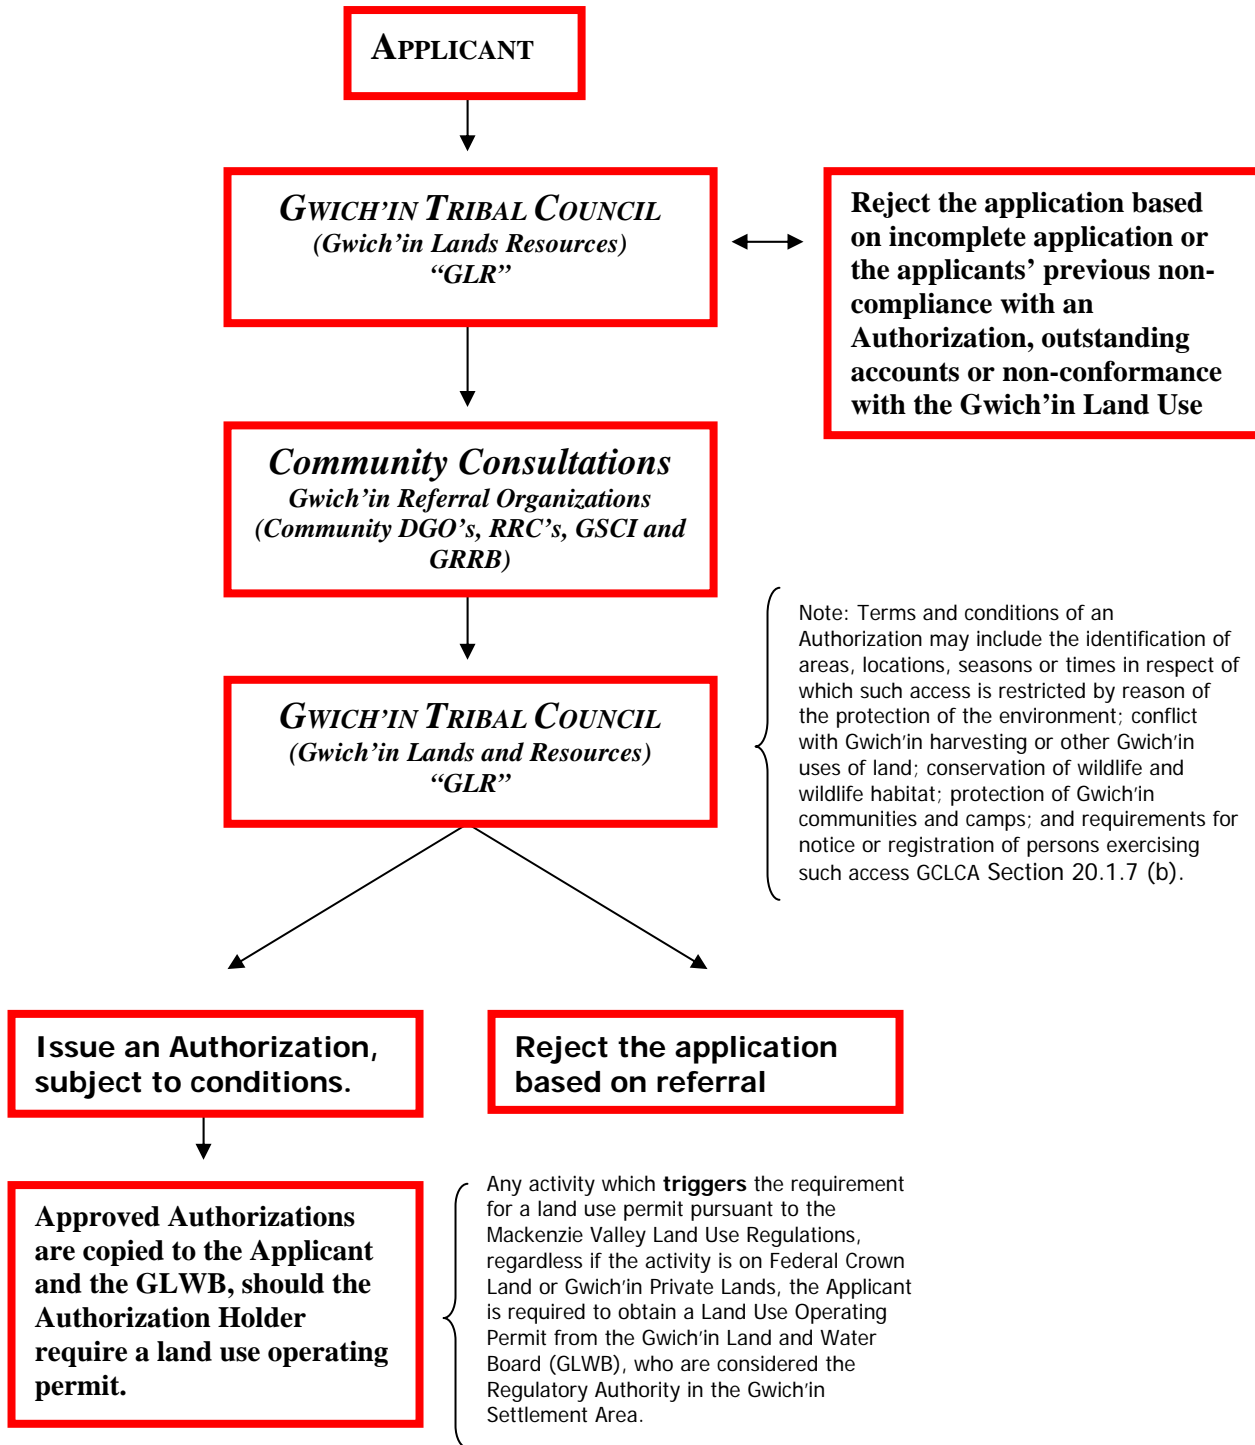 APPLICANT
GWICH'IN TRIBAL COUNCIL
(Gwich'in Lands Resources)
“GLR”
Reject the application based
on incomplete application or
the applicants' previous non-
compliance with an
Authorization, outstanding
accounts or non-conformance
with the Gwich'in Land Use
Community Consultations
Gwich'in Referral Organizations
(Community DGO's, RRC's, GSCI and
GRRB)
GWICH'IN TRIBAL COUNCIL
(Gwich'in Lands and Resources)
“GLR”
Note: Terms and conditions of an
Authorization may include the identification of
areas, locations, seasons or times in respect of
which such access is restricted by reason of
the protection of the environment; conflict
with Gwich'in harvesting or other Gwich'in
uses of land; conservation of wildlife and
wildlife habitat; protection of Gwich'in
communities and camps; and requirements for
notice or registration of persons exercising
such access GCLCA Section 20.1.7 (b).
Issue an Authorization,
subject to conditions.
Reject the application
based on referral
Approved Authorizations
are copied to the Applicant
and the GLWB, should the
Authorization Holder
require a land use operating
permit.
Any activity which triggers the requirement
for a land use permit pursuant to the
Mackenzie Valley Land Use Regulations,
regardless if the activity is on Federal Crown
Land or Gwich'in Private Lands, the Applicant
is required to obtain a Land Use Operating
Permit from the Gwich'in Land and Water
Board (GLWB), who are considered the
Regulatory Authority in the Gwich'in
Settlement Area.